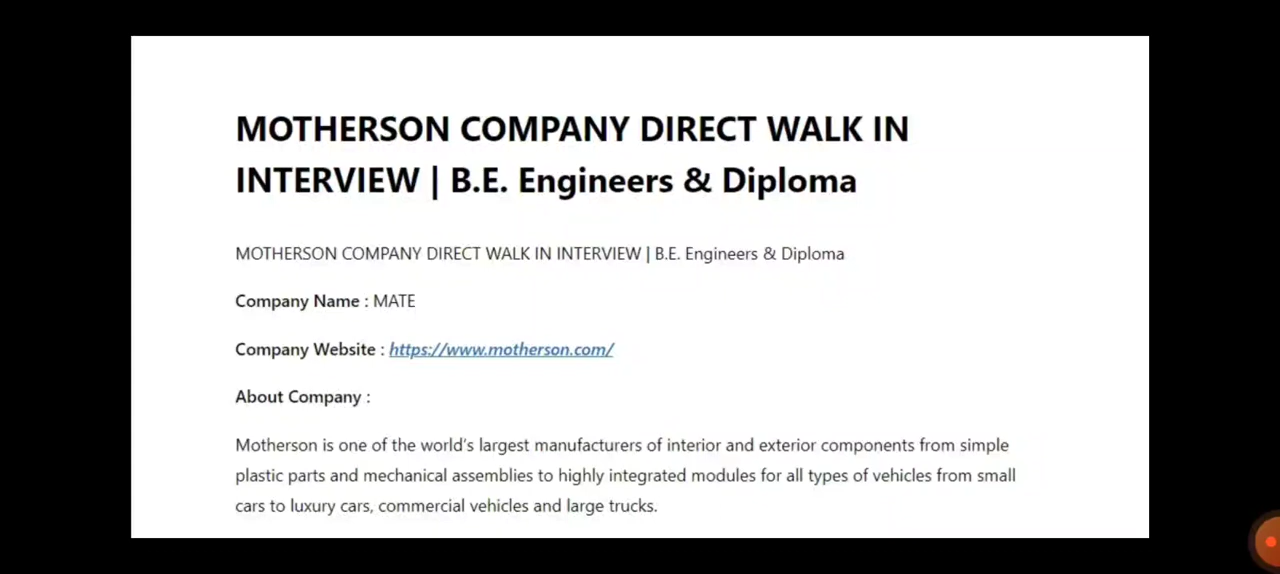 MOTHERSON COMPANY DIRECT WALK IN
INTERVIEW | B.E. Engineers & Diploma
MOTHERSON COMPANY DIRECT WALK IN INTERVIEW | B.E. Engineers & Diploma
Company Name : MATE
Company Website : https://www.motherson.com/
About Company :
Motherson is one of the world's largest manufacturers of interior and exterior components from simple
plastic parts and mechanical assemblies to highly integrated modules for all types of vehicles from small
cars to luxury cars, commercial vehicles and large trucks.